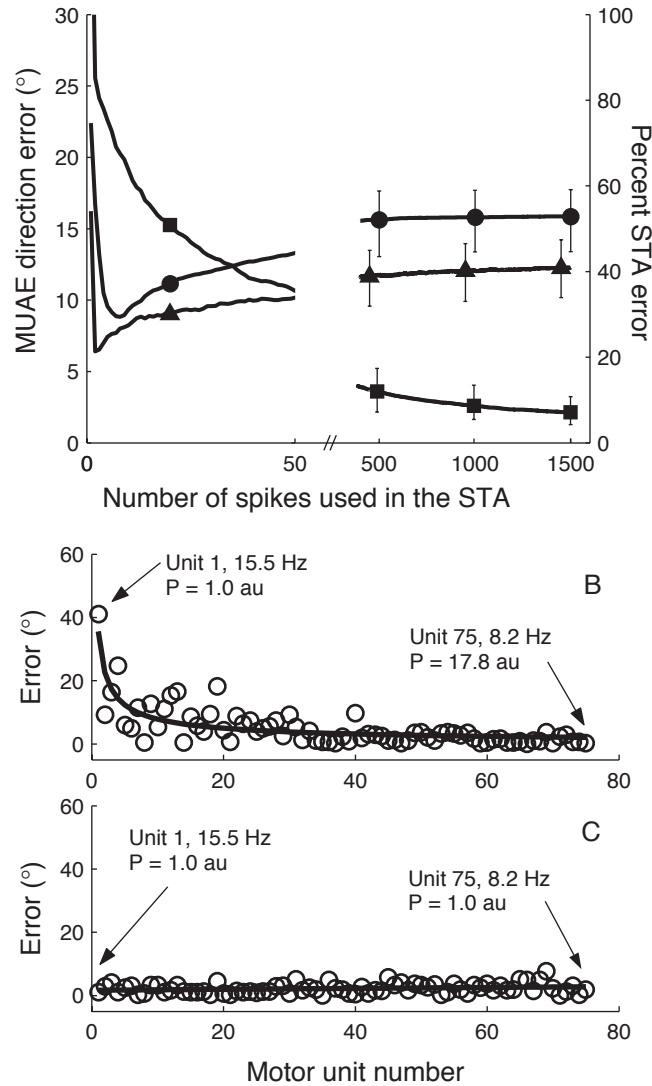 30
25
20
15
10
5
0
MUAE direction error (°)
100
80
60
40
20
0
Percent STA error
0
50
//
500
1000
1500
Number of spikes used in the STA
B
60
40
20
0
Error (°)
Unit 1, 15.5 Hz
P = 1.0 au
Unit 75, 8.2 Hz
P = 17.8 au
0
20
40
60
80
C
60
40
20
0
Error (°)
Unit 1, 15.5 Hz
P = 1.0 au
Unit 75, 8.2 Hz
P = 1.0 au
0
20
40
60
80
Motor unit number